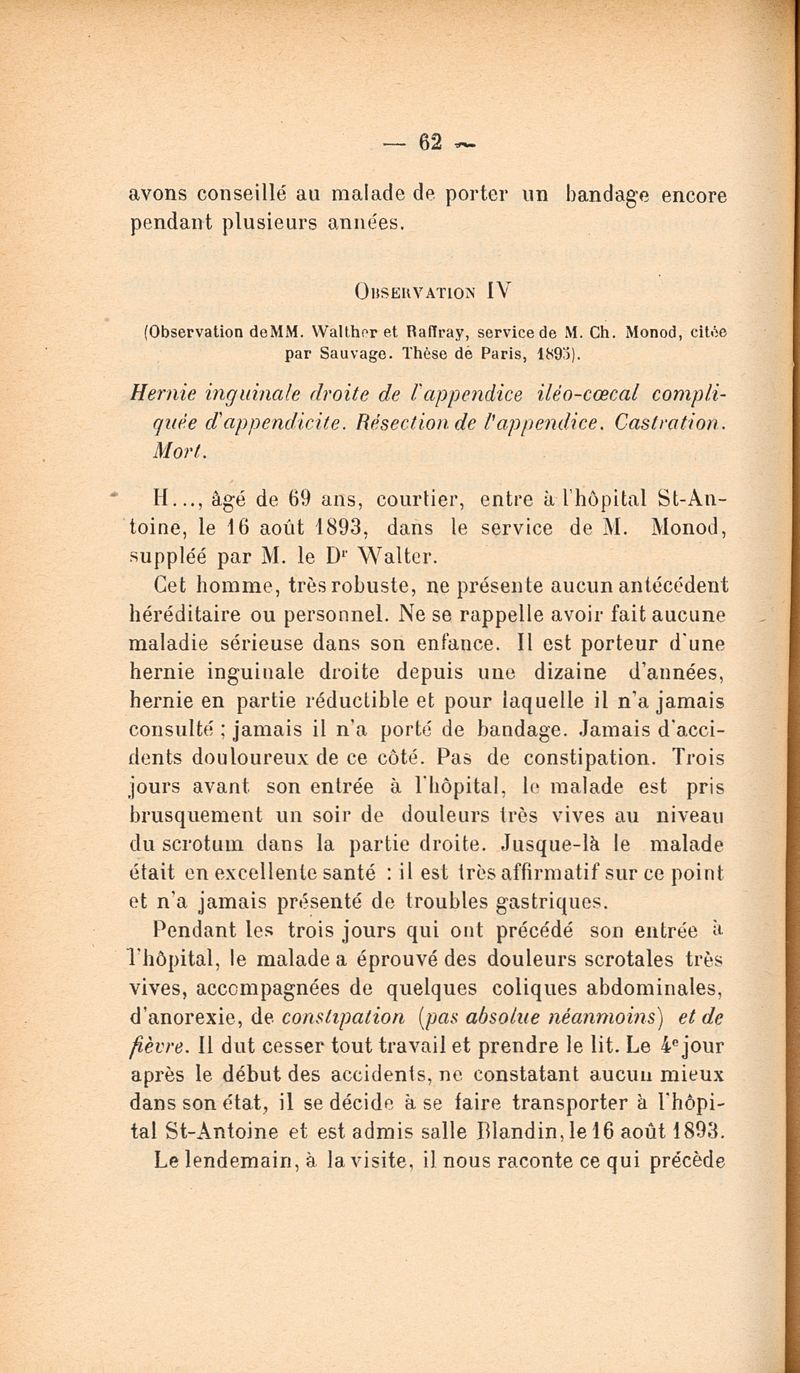 — 62 —
avons conseillé au malade de porter un bandage encore
pendant plusieurs années.
OBSERVATION IV
(Observation de MM. Walther et Raffray, service de M. Ch. Monod, citée
par Sauvage. Thèse de Paris, 1895).
Hernie inguinale droite de l'appendice iléo-cœcal compli-
quée d'appendicite. Résection de l'appendice. Castration.
Mort.
H..., âgé de 69 ans, courtier, entre à l'hôpital St-An-
toine, le 16 août 1893, dans le service de M. Monod,
suppléé par M. le Dr Walter.
Cet homme, très robuste, ne présente aucun antécédent
héréditaire ou personnel. Ne se rappelle avoir fait aucune
maladie sérieuse dans son enfance. Il est porteur d'une
hernie inguinale droite depuis une dizaine d'années,
hernie en partie réductible et pour laquelle il n'a jamais
consulté ; jamais il n'a porté de bandage. Jamais d'acci-
dents douloureux de ce côté. Pas de constipation. Trois
jours avant son entrée à l'hôpital, le malade est pris
brusquement un soir de douleurs très vives au niveau
du scrotum dans la partie droite. Jusque-là le malade
était en excellente santé : il est très affirmatif sur ce point
et n'a jamais présenté de troubles gastriques.
Pendant les trois jours qui ont précédé son entrée à
l'hôpital, le malade a éprouvé des douleurs scrotales très
vives, accompagnées de quelques coliques abdominales,
d'anorexie, de constipation (pas absolue néanmoins) et de
fièvre. Il dut cesser tout travail et prendre le lit. Le 4e jour
après le début des accidents, ne constatant aucun mieux
dans son état, il se décide à se faire transporter à l'hôpi-
tal St-Antoine et est admis salle Blandin, le 16 août 1893.
Le lendemain, à la visite, il nous raconte ce qui précède